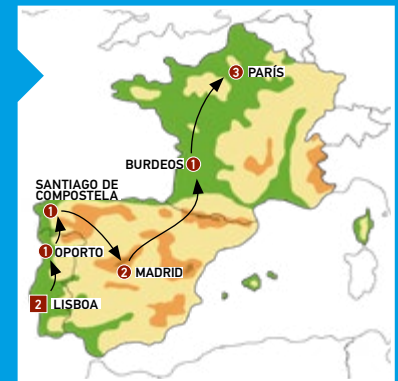 3 PARÍS
BURDEOS 1
SANTIAGO DE
COMPOSTELA
1
1 OPORTO
2 MADRID
2 LISBOA